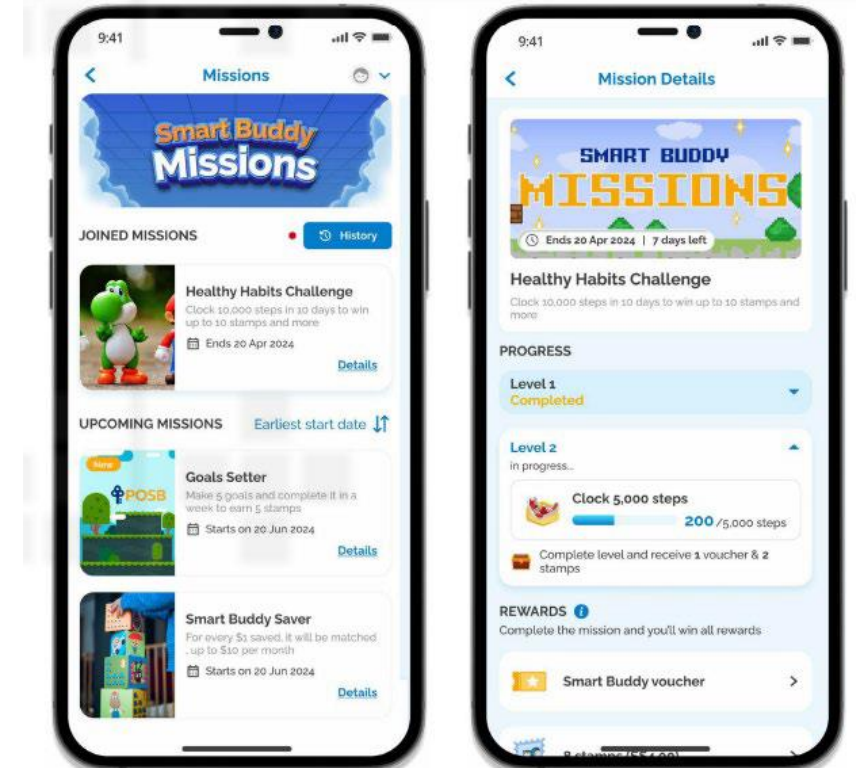 9:41
Missions
Smart Buddy
Missions
JOINED MISSIONS
History
Healthy Habits Challenge
Clock 10,000 steps in 10 days to win
up to 10 stamps and more
Ends 20 Apr 2024
Details
UPCOMING MISSIONS
Earliest start date
New
POSB
Goals Setter
Make 5 goals and complete it in a
week to earn 5 stamps
Starts on 20 Jun 2024
Details
Smart Buddy Saver
For every $1 saved, it will be matched
, up to $10 per month
Starts on 20 Jun 2024
Details
9:41
Mission Details
SMART BUDDY
MISSIONS
Ends 20 Apr 2024 | 7 days left
Healthy Habits Challenge
Clock 10,000 steps in 10 days to win up to 10 stamps and
more
PROGRESS
Level 1
Completed
Level 2
in progress...
Clock 5,000 steps
200 /5,000 steps
Complete level and receive 1 voucher & 2
stamps
REWARDS
Complete the mission and you'll win all rewards
Smart Buddy voucher
8 stamps (S$4.00)